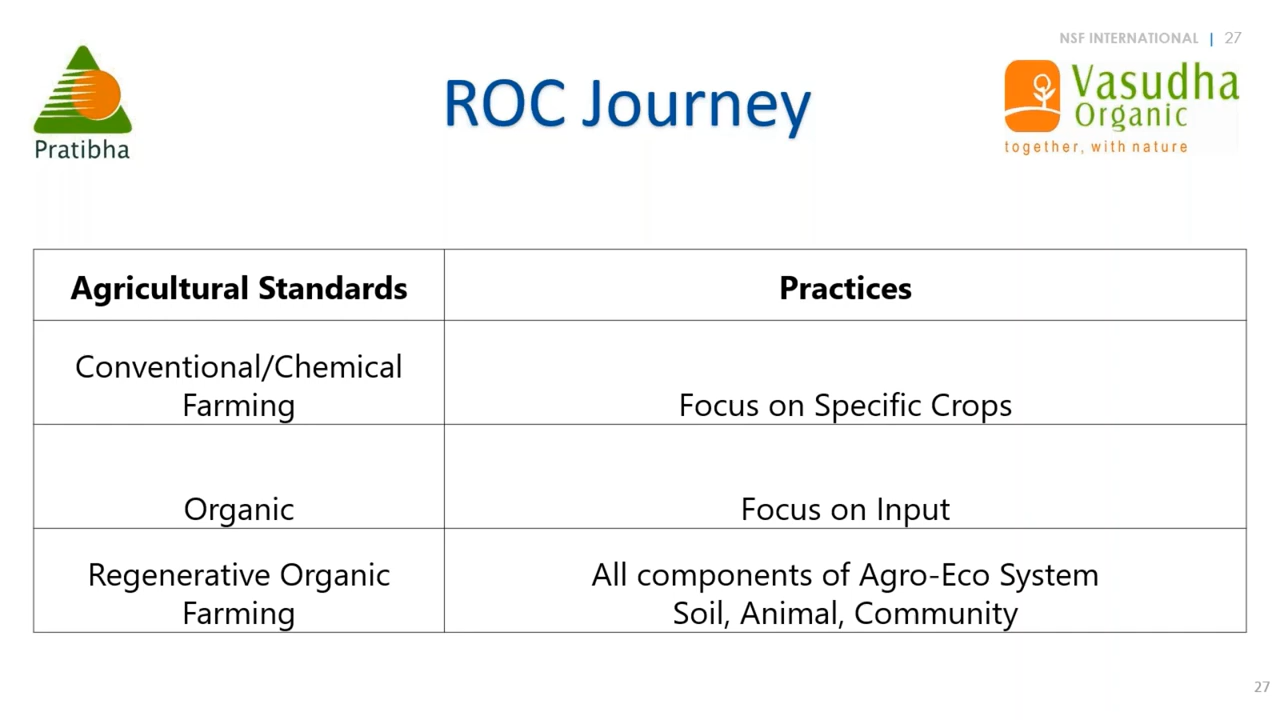 NSF INTERNATIONAL | 27
Pratibha
ROC Journey
Vasudha
Organic
together, with nature
Agricultural Standards
Practices
Conventional/Chemical
Farming
Focus on Specific Crops
Organic
Focus on Input
Regenerative Organic
Farming
All components of Agro-Eco System
Soil, Animal, Community
27